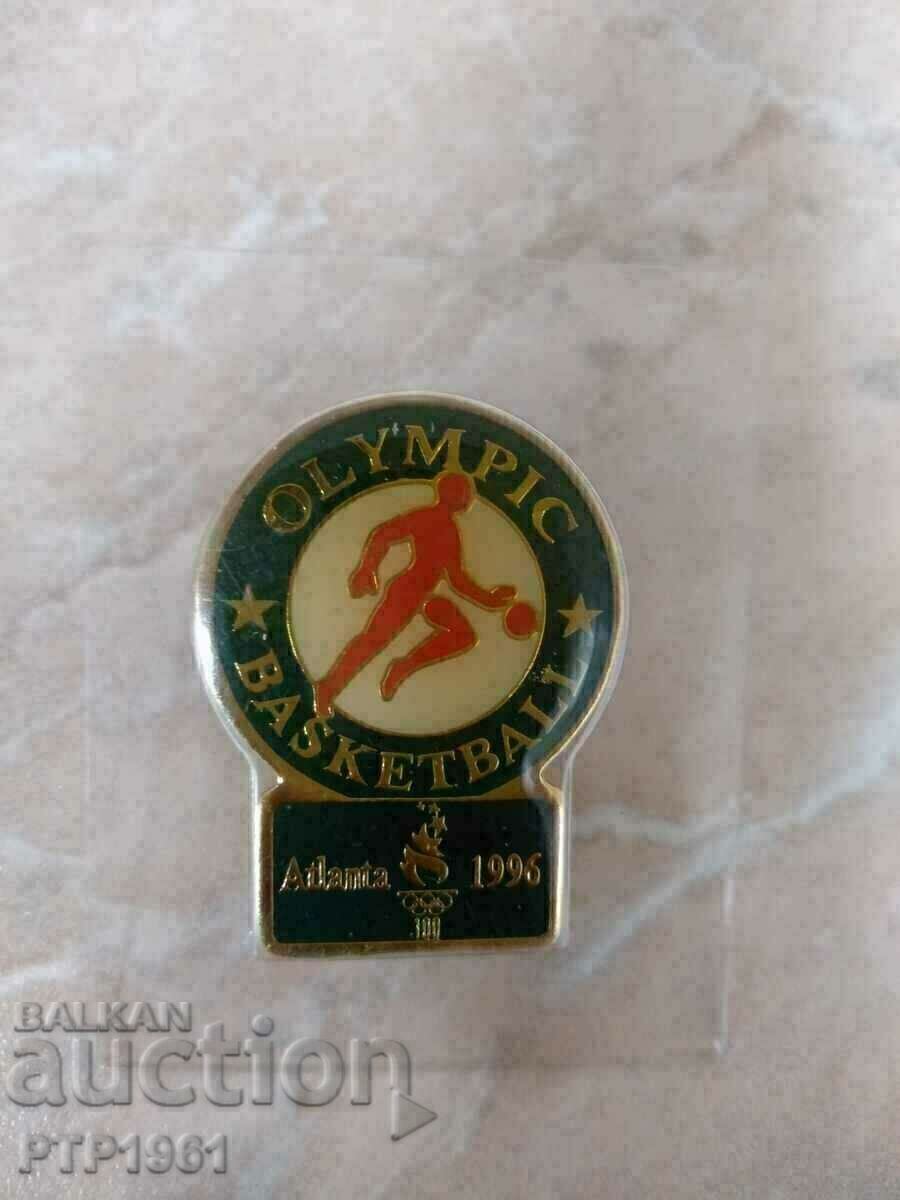 OLYMPIC
BASKETBALL
Atlanta 1996
100
BALKAN
auction
PTP1961